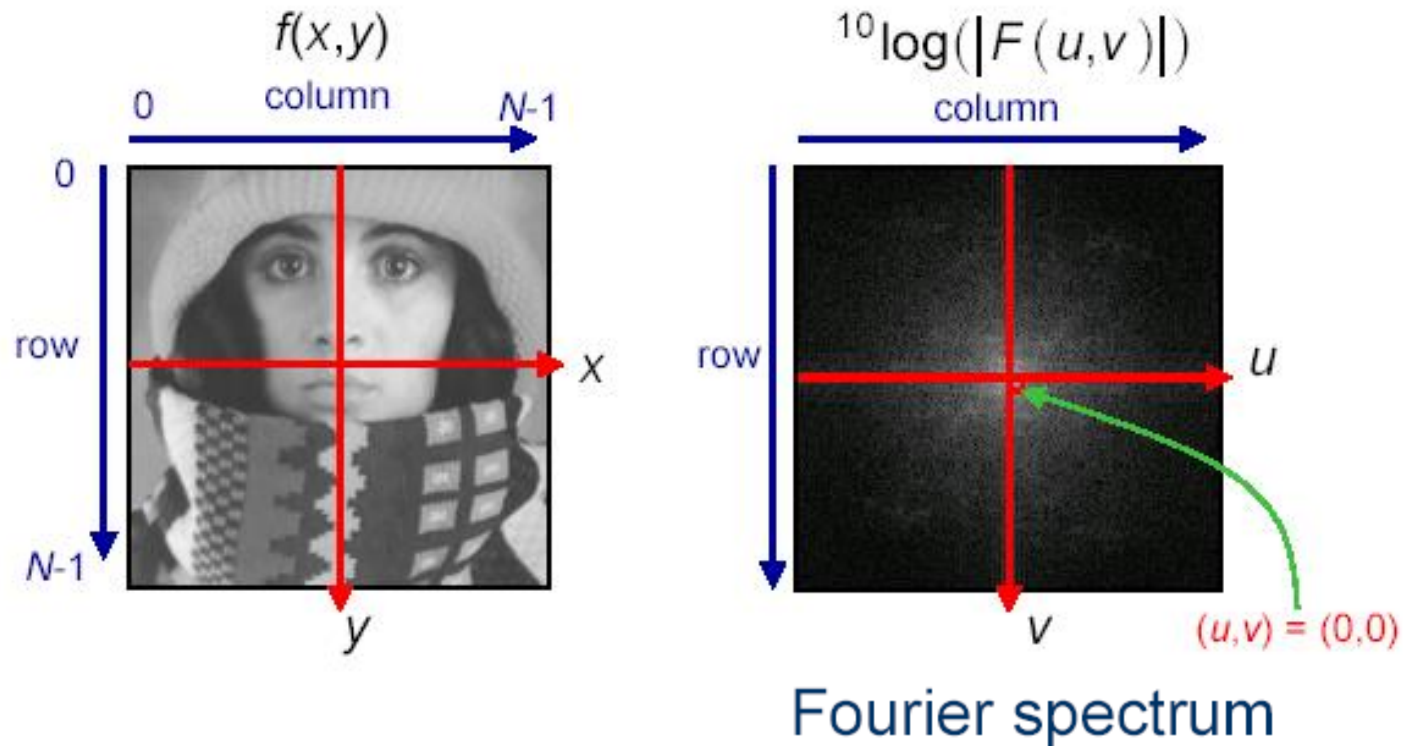 f(x,y)
0 column N-1
0
row
N-1
x
y
¹⁰log(|F(u,v)|)
column
row
u
v
(u,v) = (0,0)
Fourier spectrum